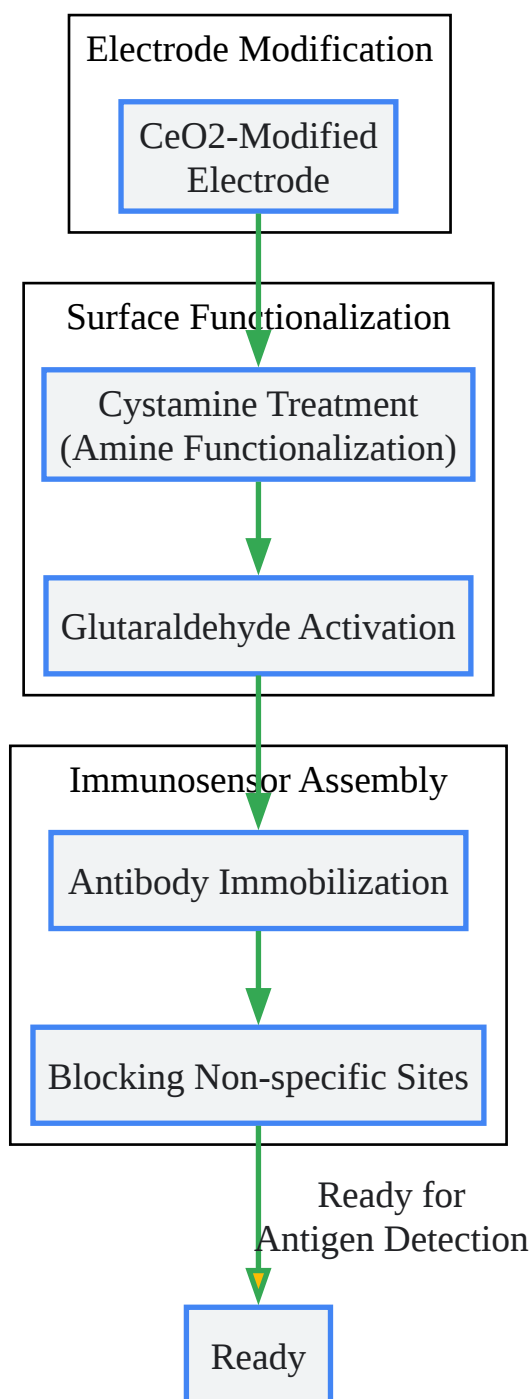 Electrode Modification
CeO2-Modified
Electrode
Surface Functionalization
Cystamine Treatment
(Amine Functionalization)
Glutaraldehyde Activation
Immunosensor Assembly
Antibody Immobilization
Blocking Non-specific Sites
Ready for
Antigen Detection
Ready